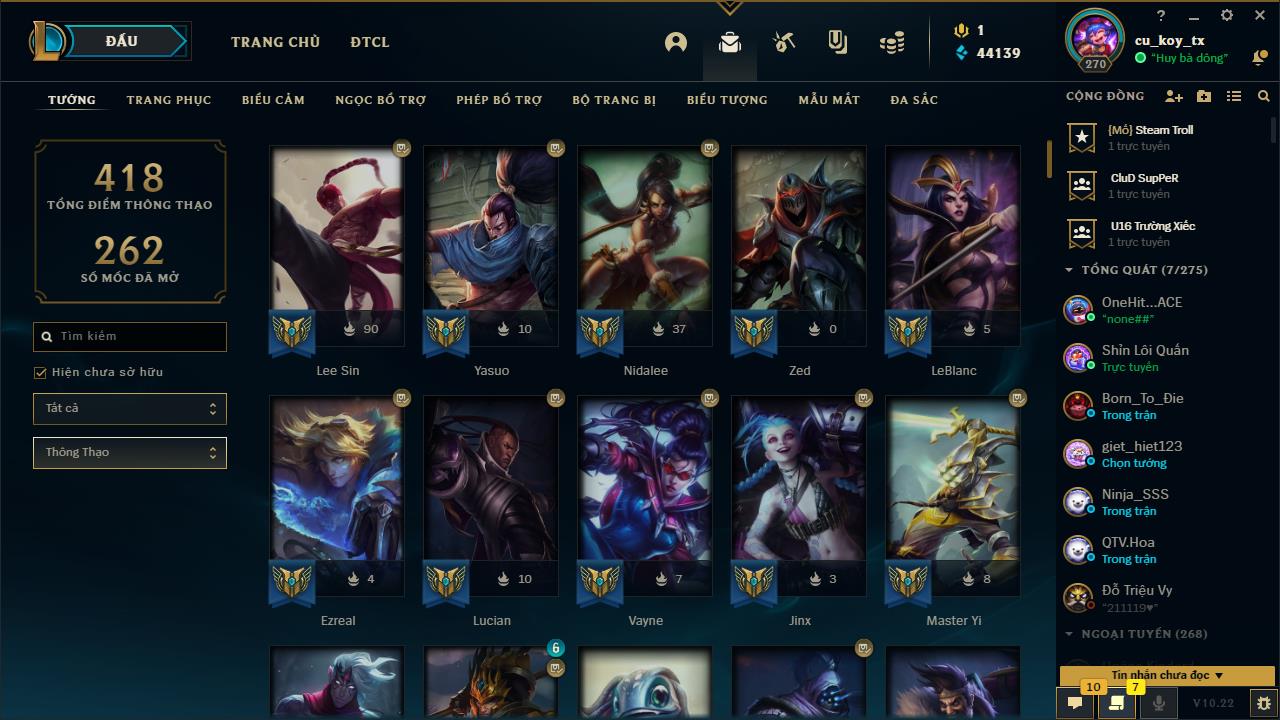 ĐẤU
TRANG CHỦ
ĐTCL
1
44139
?
cu_koy_tx
"Huy bà dông"
270
TƯỚNG
TRANG PHỤC
BIỂU CẢM
NGỌC BỔ TRỢ
PHÉP BỔ TRỢ
BỘ TRANG BỊ
BIỂU TƯỢNG
MẪU MẮT
ĐA SẮC
418
TỔNG ĐIỂM THÔNG THẠO
262
SỐ MỐC ĐÃ MỞ
Tìm kiếm
Hiện chưa sở hữu
Tất cả
Thông Thạo
90
10
37
0
5
Lee Sin
Yasuo
Nidalee
Zed
LeBlanc
4
10
7
3
8
Ezreal
Lucian
Vayne
Jinx
Master Yi
6
CỘNG ĐỒNG
[Mố] Steam Troll
1 trực tuyến
CluD SupPeR
1 trực tuyến
U16 Trường Xiếc
1 trực tuyến
TỔNG QUÁT (7/275)
OneHit...ACE
"none##"
Shin Lôi Quấn
Trực tuyến
Born_To_Die
Trong trận
giet_hiet123
Chọn tướng
Ninja_SSS
Trong trận
QTV.Hoa
Trong trận
Đỗ Triệu Vy
"211119♥"
NGOẠI TUYẾN (268)
Tin nhắn chưa đọc
10
7
V10.22